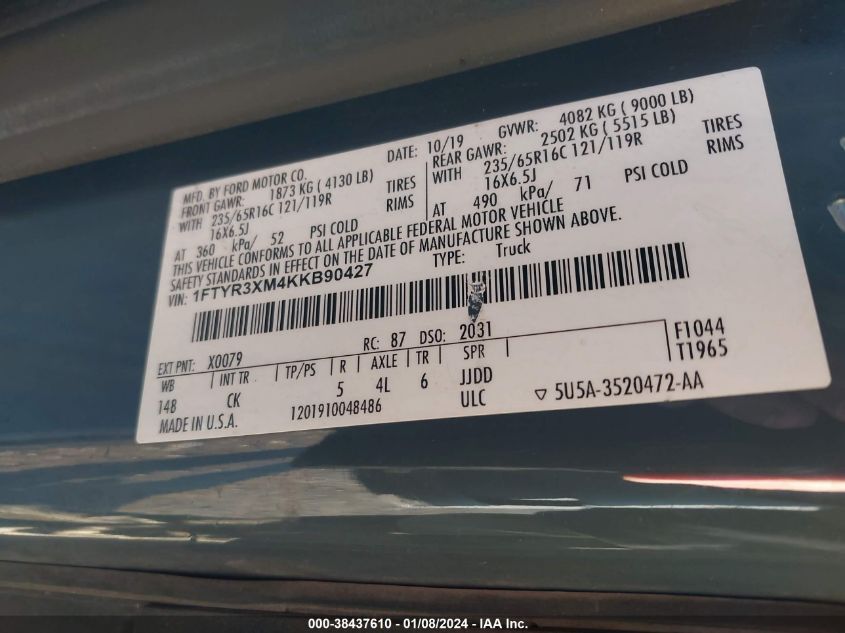 MFD. BY FORD MOTOR CO.
DATE: 10/19 GVWR: 4082 KG ( 9000 LB)
FRONT GAWR: 1873 KG ( 4130 LB)
REAR GAWR: 2502 KG ( 5515 LB)
WITH 235/65R16C 121/119R TIRES
WITH 235/65R16C 121/119R TIRES
16X6.5J RIMS
16X6.5J RIMS
AT 360 kPa/ 52 PSI COLD
AT 490 kPa/ 71 PSI COLD
THIS VEHICLE CONFORMS TO ALL APPLICABLE FEDERAL MOTOR VEHICLE
SAFETY STANDARDS IN EFFECT ON THE DATE OF MANUFACTURE SHOWN ABOVE.
VIN: 1FTYR3XM4KKB90427 TYPE: Truck
EXT PNT: X0079 RC: 87 DSO: 2031
WB INT TR TP/PS R AXLE TR SPR F1044
148 CK 5 4L 6 JJDD T1965
MADE IN U.S.A. 1201910048486 ULC ▽ 5U5A-3520472-AA
000-38437610 - 01/08/2024 - IAA Inc.